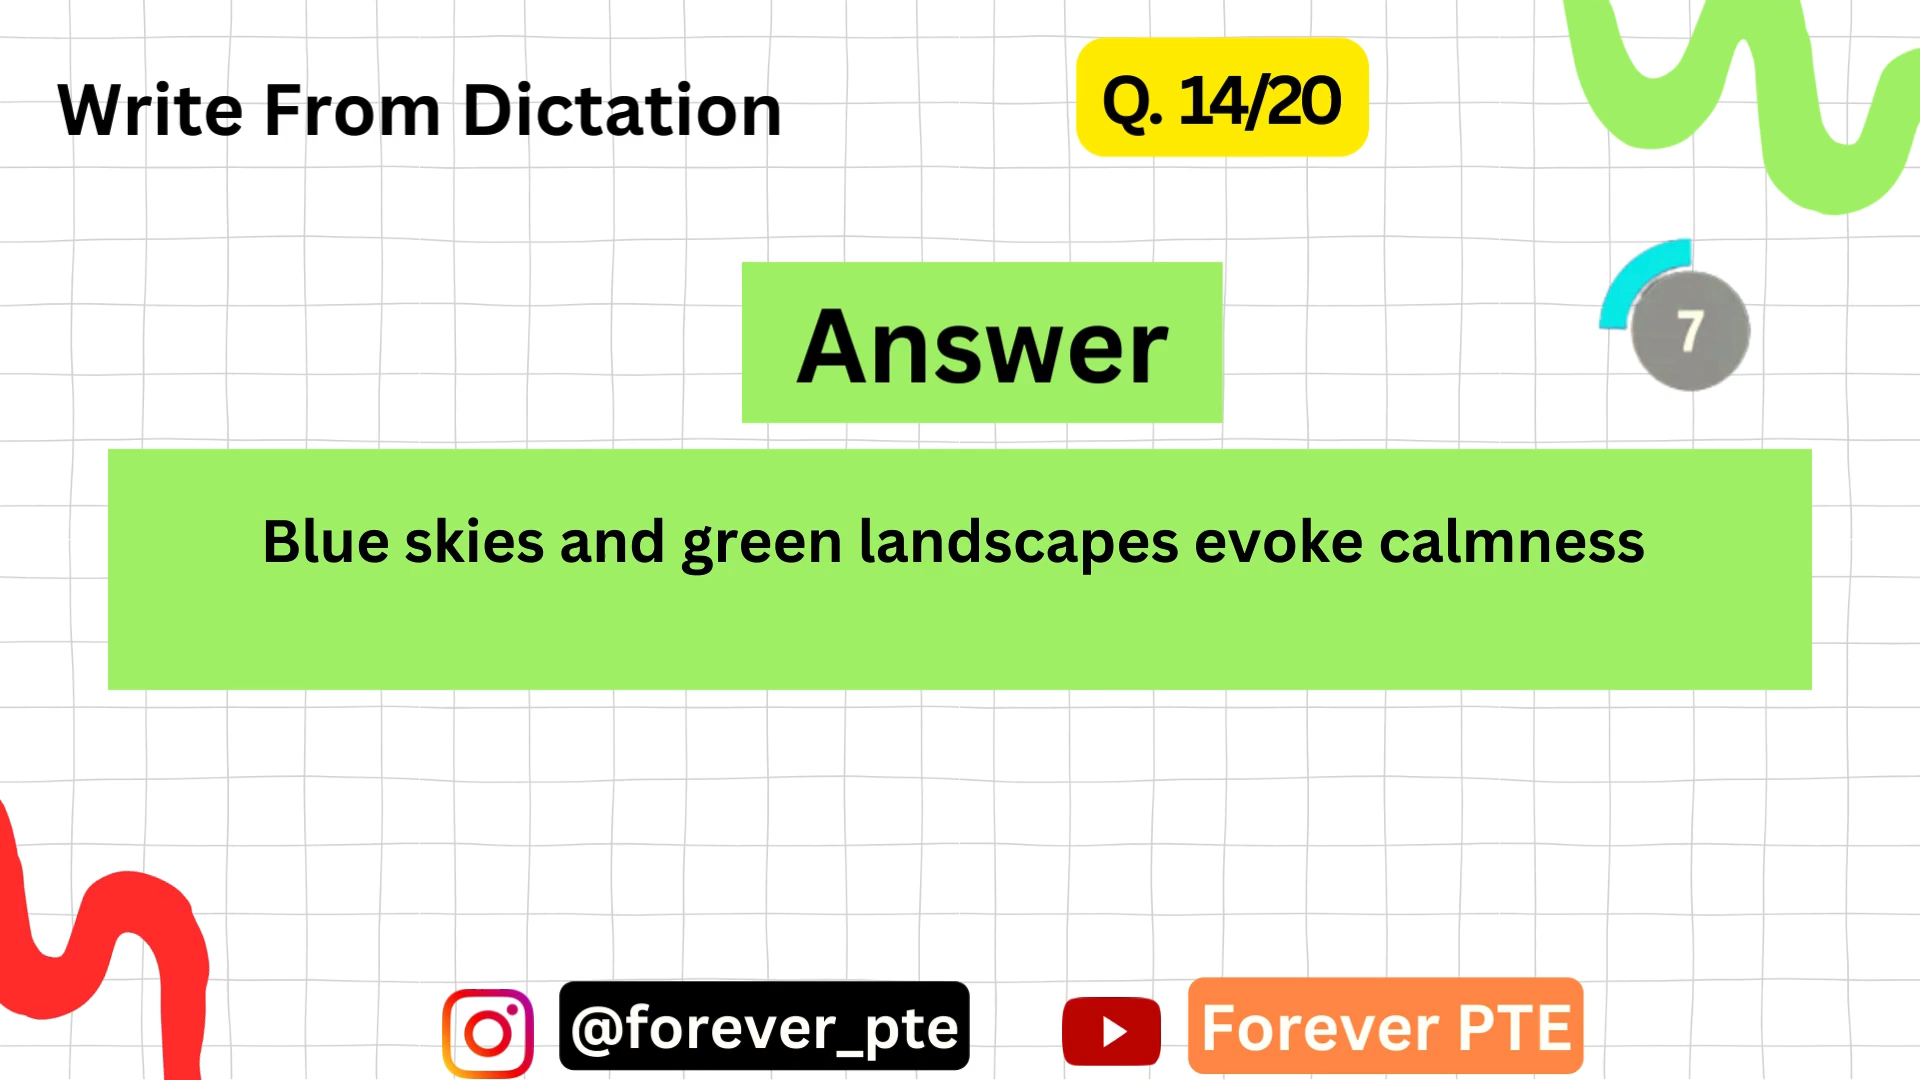 Write From Dictation
Q. 14/20
Answer
7
Blue skies and green landscapes evoke calmness
@forever_pte
Forever PTE